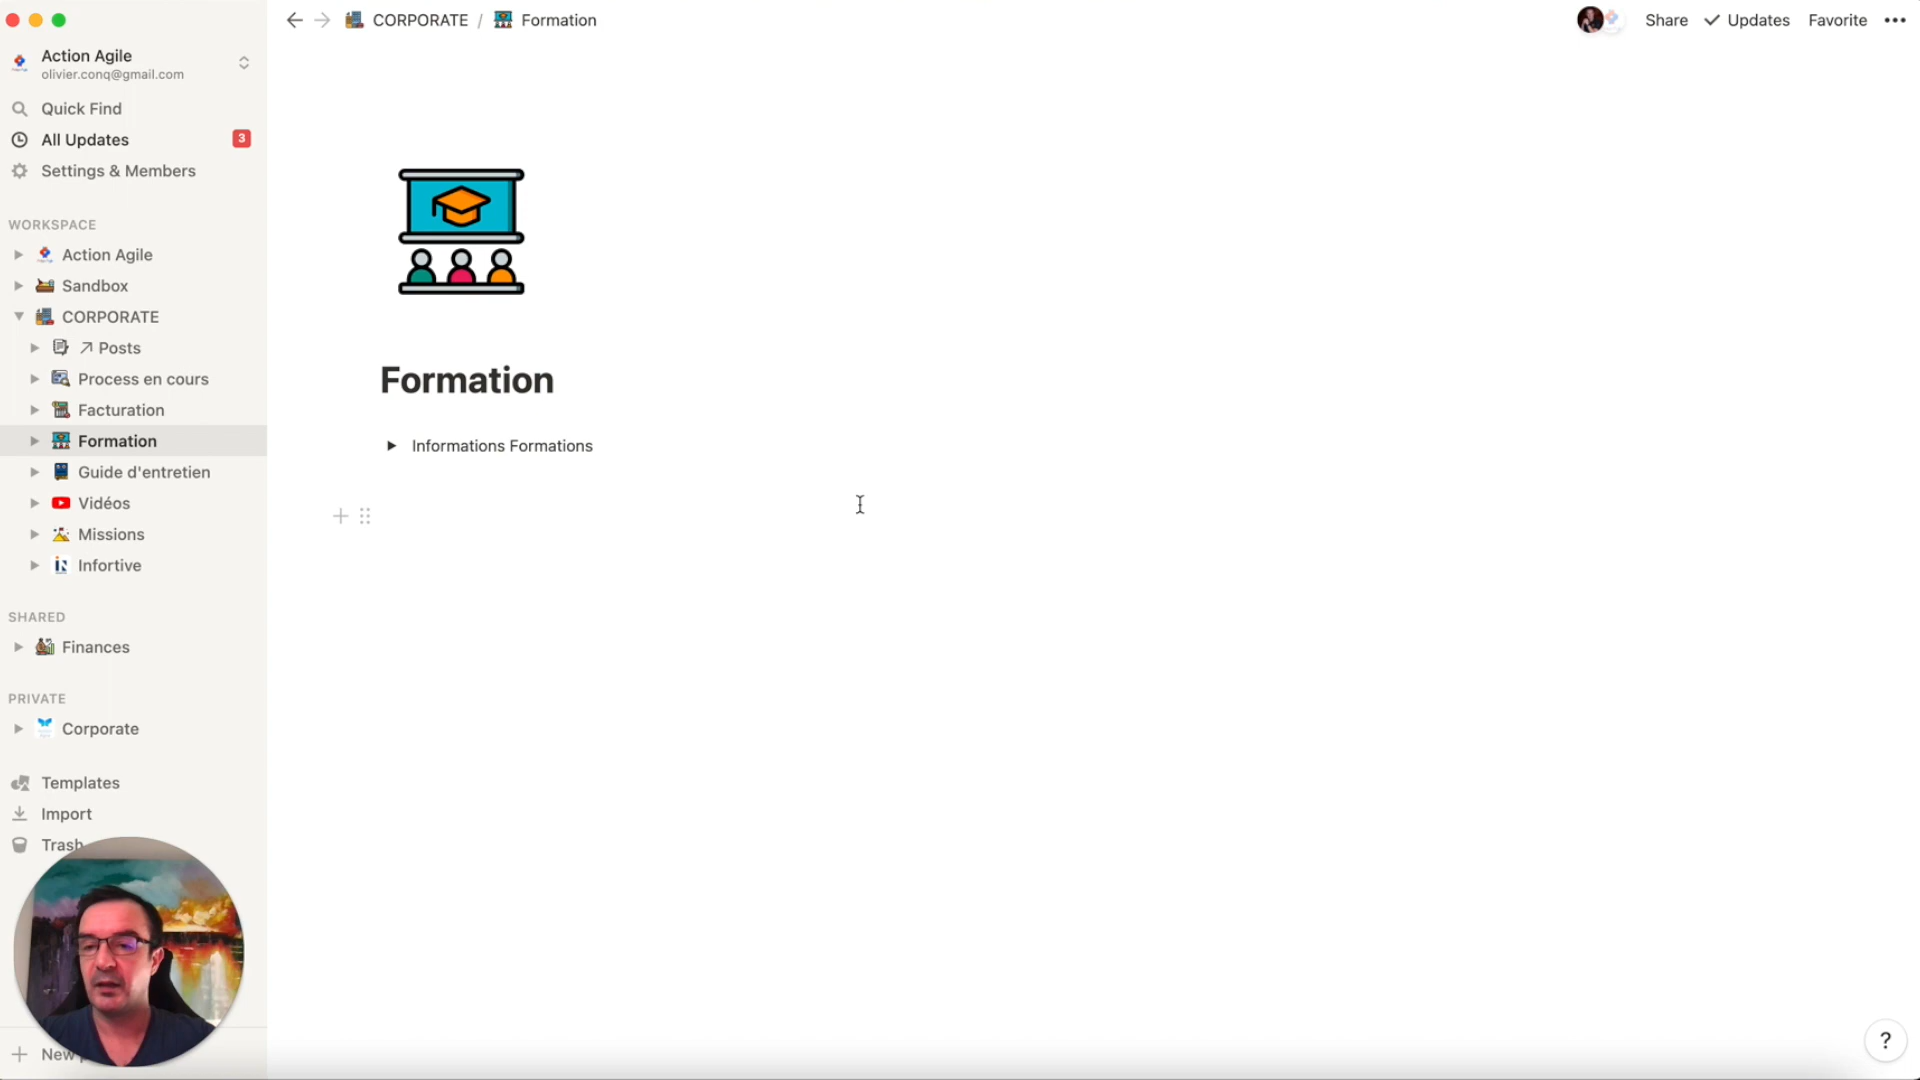 CORPORATE / Formation
Share Updates Favorite
Action Agile
olivier.conq@gmail.com
Quick Find
All Updates 3
Settings & Members
WORKSPACE
Action Agile
Sandbox
CORPORATE
Posts
Process en cours
Facturation
Formation
Guide d'entretien
Vidéos
Missions
Infortive
SHARED
Finances
PRIVATE
Corporate
Templates
Import
Trash
New
Formation
Informations Formations
?